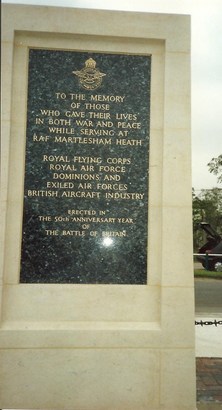 TO THE MEMORY
OF THOSE
WHO GAVE THEIR LIVES
IN BOTH WAR AND PEACE
WHILE SERVING AT
RAF MARTLESHAM HEATH
ROYAL FLYING CORPS
ROYAL AIR FORCE
DOMINIONS AND
EXILED AIR FORCES
BRITISH AIRCRAFT INDUSTRY
ERECTED IN
THE 50TH ANNIVERSARY YEAR
OF
THE BATTLE OF BRITAIN